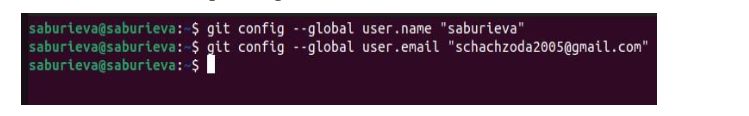 saburieva@saburieva:~$ git config --global user.name "saburieva"
saburieva@saburieva:~$ git config --global user.email "schachzoda2005@gmail.com"
saburieva@saburieva:~$